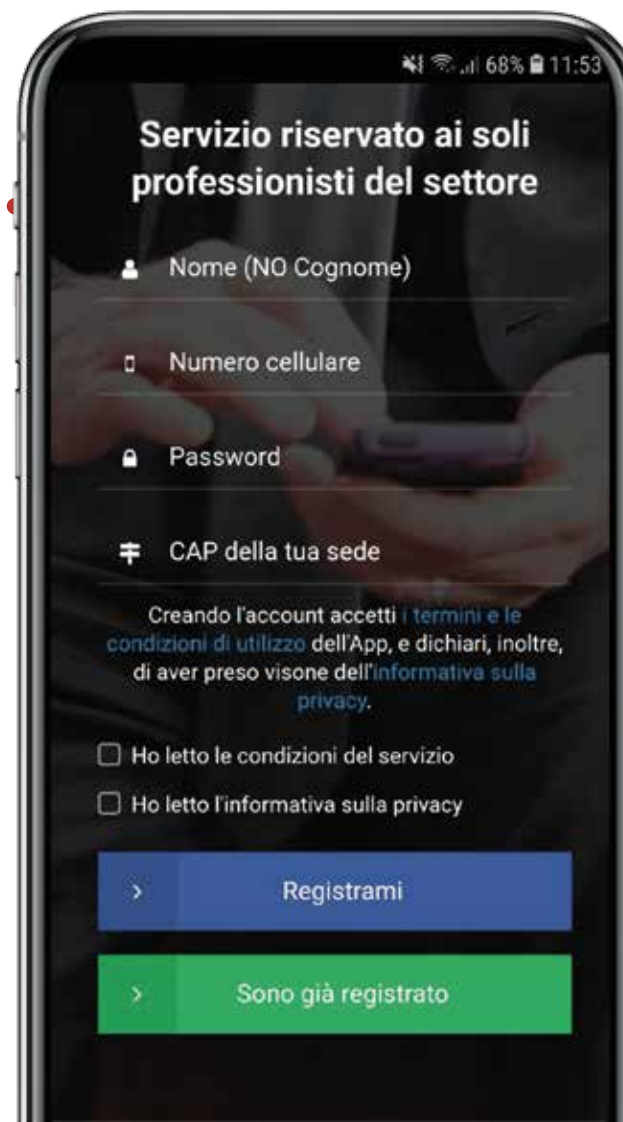 68% 11:53
Servizio riservato ai soli
professionisti del settore
Nome (NO Cognome)
Numero cellulare
Password
CAP della tua sede
Creando l'account accetti i termini e le
condizioni di utilizzo dell'App, e dichiari, inoltre,
di aver preso visone dell'informativa sulla
privacy.
Ho letto le condizioni del servizio
Ho letto l'informativa sulla privacy
Registrami
Sono già registrato